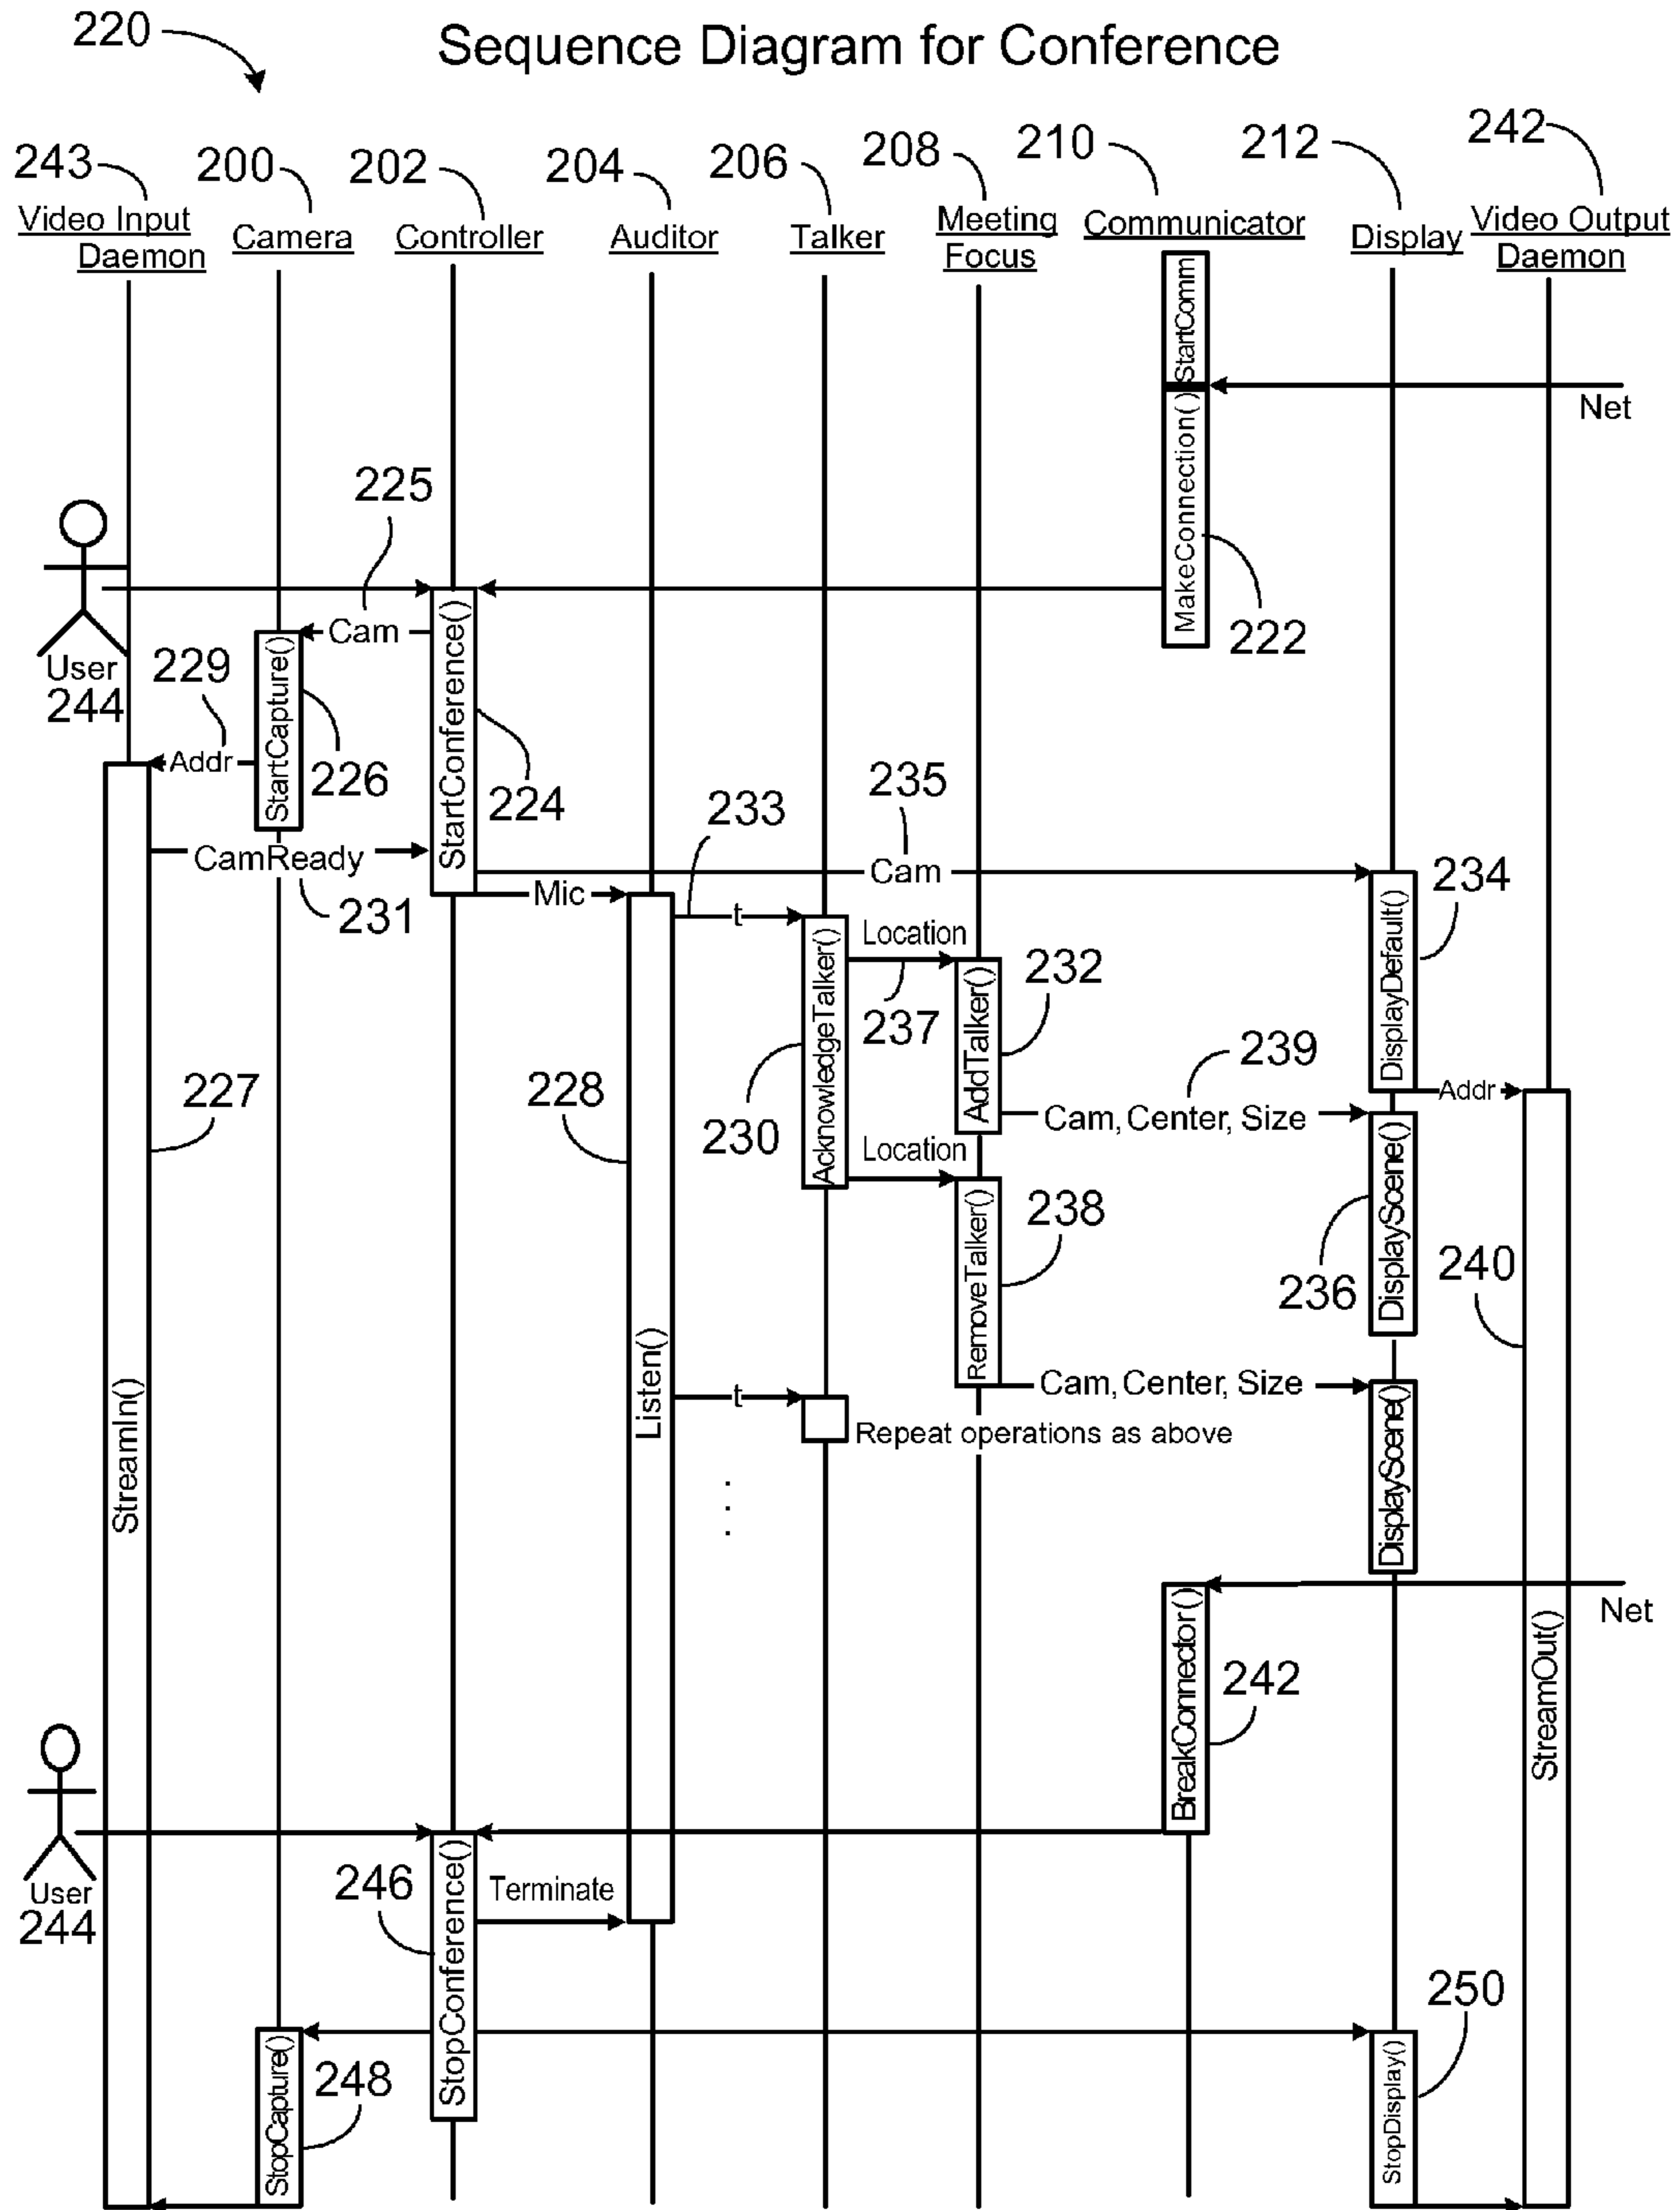 220
Sequence Diagram for Conference
243
200
202
204
206
208
210
212
242
Video Input
Daemon
Camera
Controller
Auditor
Talker
Meeting
Focus
Communicator
Display
Video Output
Daemon
StartComm
Net
MakeConnection()
222
225
Cam
User
244
229
Addr
StartCapture()
226
StartConference()
224
CamReady
231
235
Cam
233
Mic
t
Location
237
AcknowledgeTalker()
230
AddTalker()
232
DisplayDefault()
234
239
Cam, Center, Size
Addr
227
228
Location
RemoveTalker()
238
DisplayScene()
236
240
StreamIn()
Listen()
t
Cam, Center, Size
Repeat operations as above
.
.
.
DisplayScene()
Net
BreakConnector()
242
StreamOut()
User
244
246
StopConference()
Terminate
StopCapture()
248
StopDisplay()
250